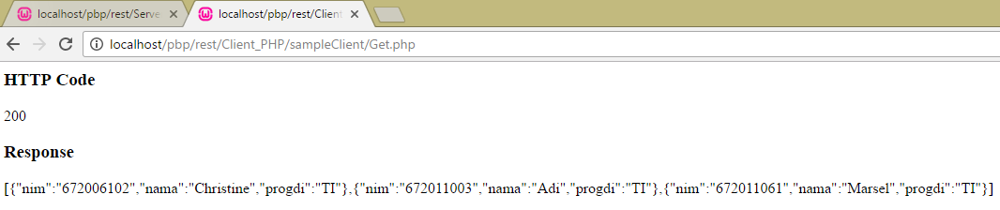 localhost/pbp/rest/Serve
localhost/pbp/rest/Client
localhost/pbp/rest/Client_PHP/sampleClient/Get.php
HTTP Code
200
Response
[{"nim":"672006102","nama":"Christine","progdi":"TI"},{"nim":"672011003","nama":"Adi","progdi":"TI"},{"nim":"672011061","nama":"Marsel","progdi":"TI"}]